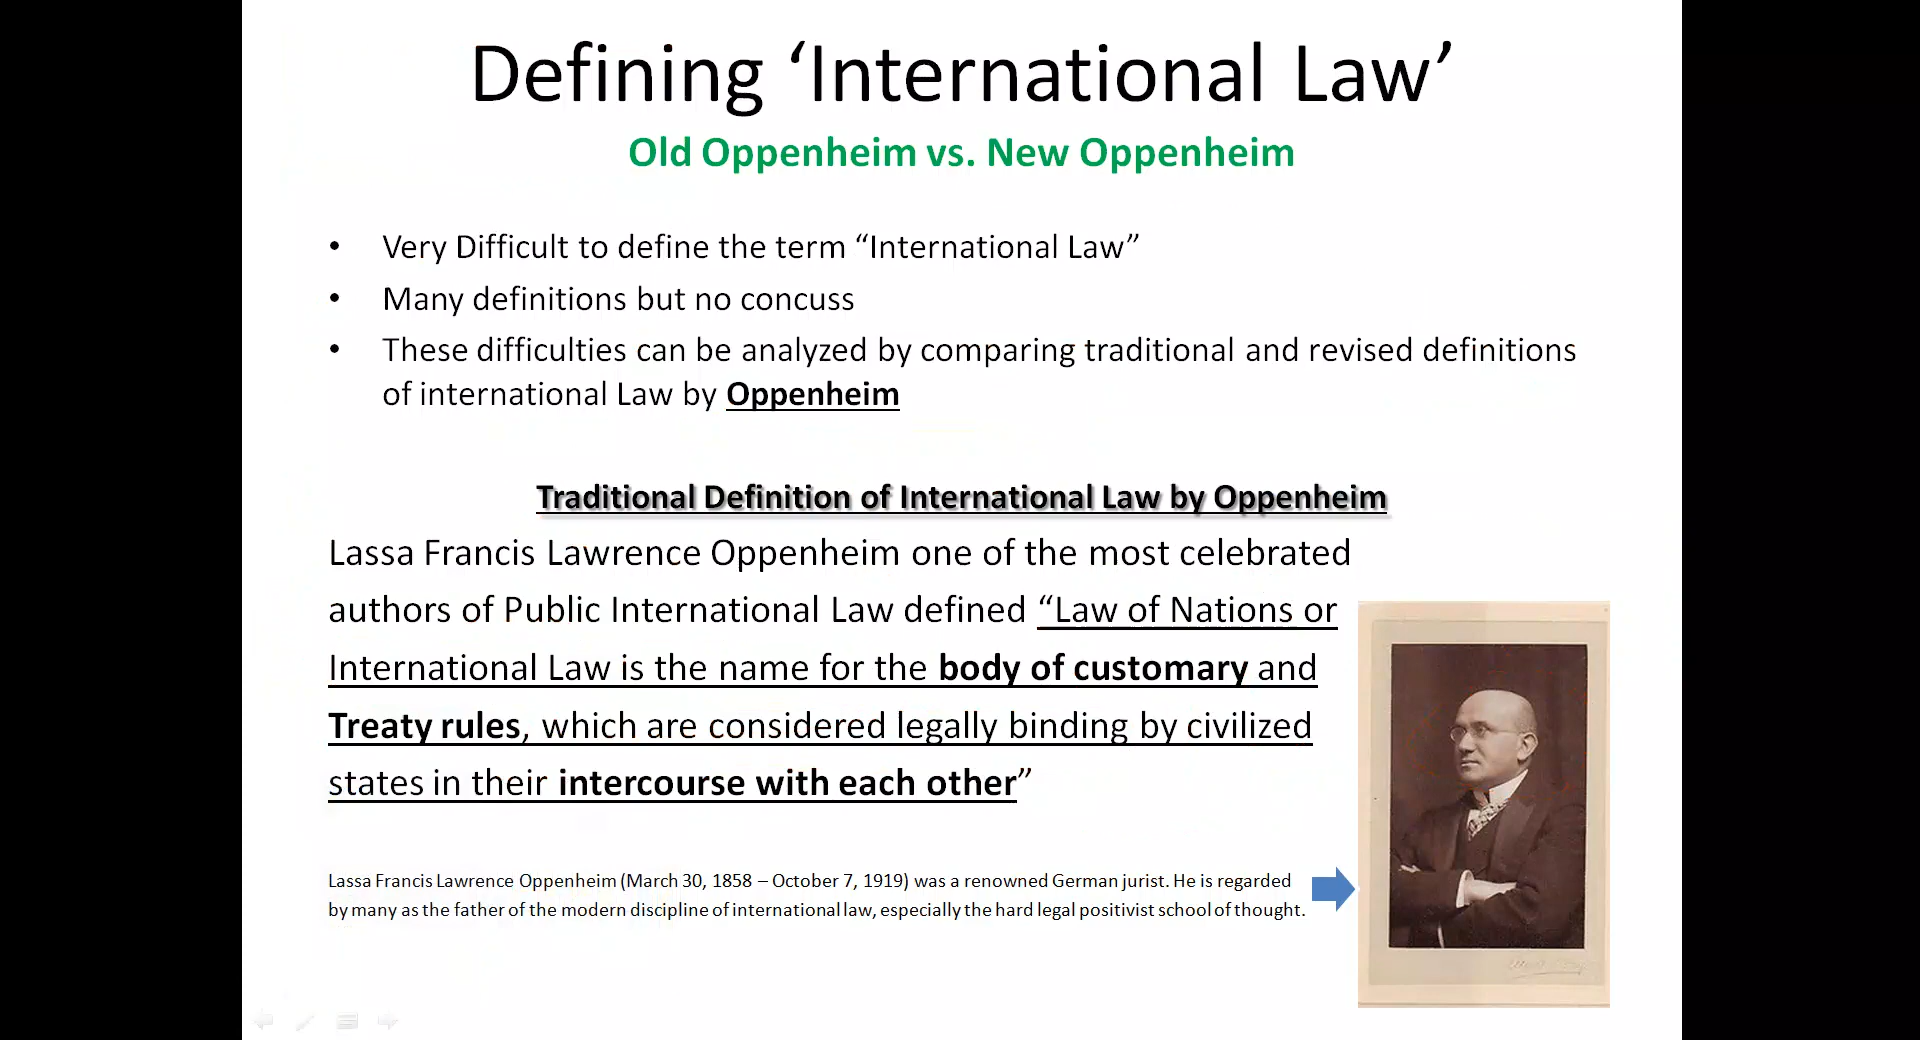 Defining ‘International Law’
Old Oppenheim vs. New Oppenheim
• Very Difficult to define the term “International Law”
• Many definitions but no concuss
• These difficulties can be analyzed by comparing traditional and revised definitions
of international Law by Oppenheim
Traditional Definition of International Law by Oppenheim
Lassa Francis Lawrence Oppenheim one of the most celebrated
authors of Public International Law defined “Law of Nations or
International Law is the name for the body of customary and
Treaty rules, which are considered legally binding by civilized
states in their intercourse with each other”
Lassa Francis Lawrence Oppenheim (March 30, 1858 – October 7, 1919) was a renowned German jurist. He is regarded
by many as the father of the modern discipline of international law, especially the hard legal positivist school of thought.